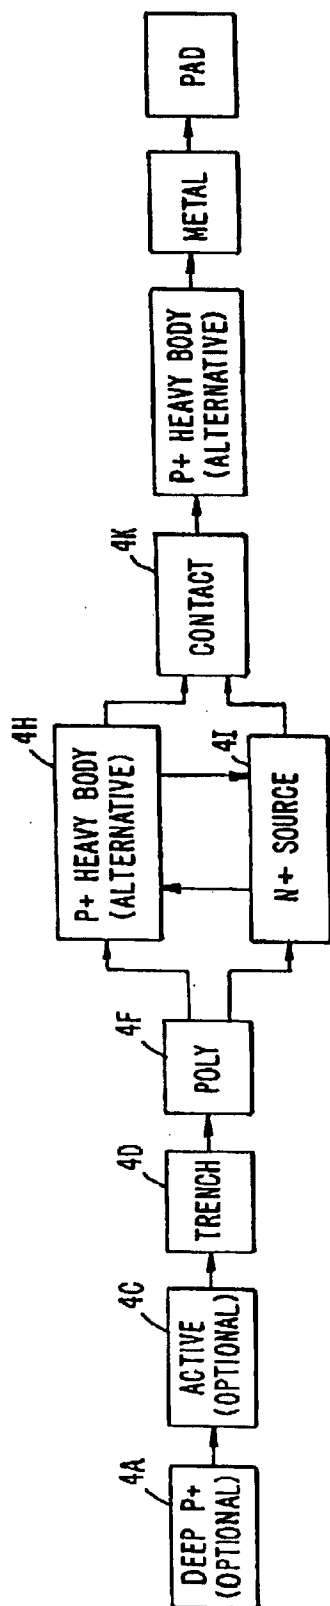 4A
DEEP P+
(OPTIONAL)
4C
ACTIVE
(OPTIONAL)
4D
TRENCH
4F
POLY
4H
P+ HEAVY BODY
(ALTERNATIVE)
4I
N+ SOURCE
4K
CONTACT
P+ HEAVY BODY
(ALTERNATIVE)
METAL
PAD